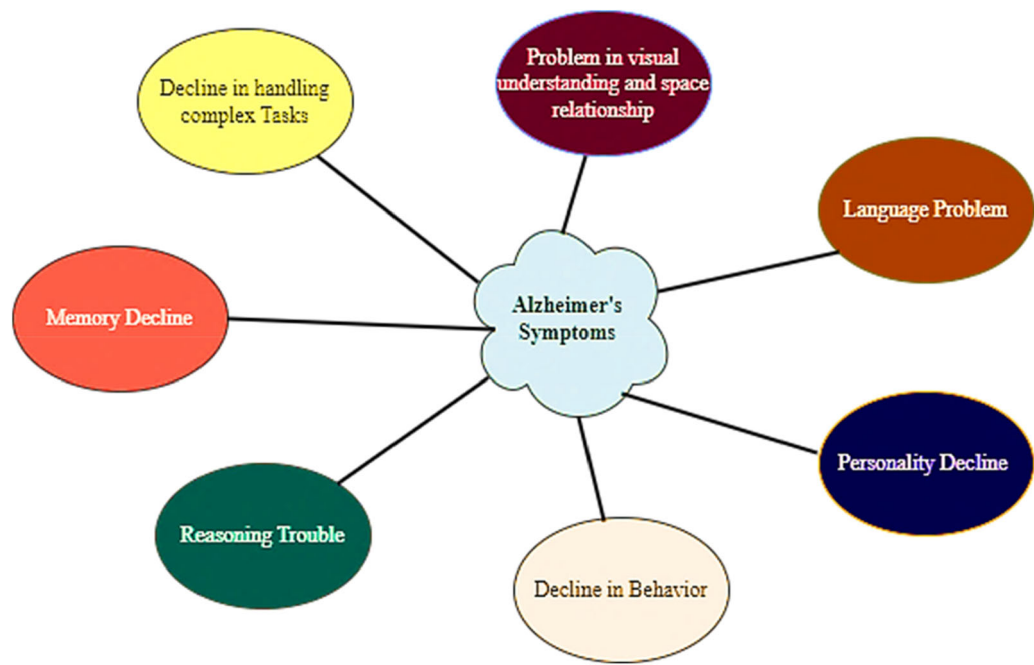 Decline in handling
complex Tasks
Problem in visual
understanding and space
relationship
Language Problem
Alzheimer's
Symptoms
Memory Decline
Personality Decline
Reasoning Trouble
Decline in Behavior